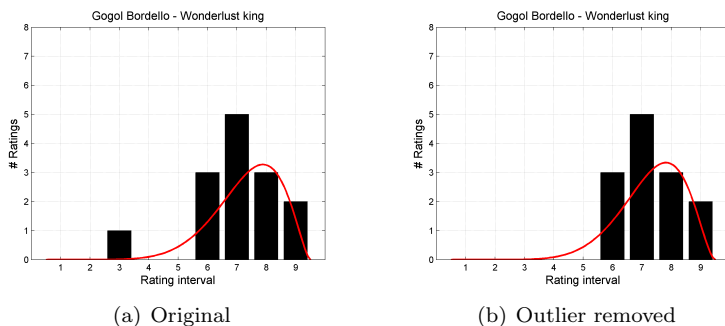 Gogol Bordello - Wonderlust king
8
7
6
5
4
3
2
1
0
# Ratings
1 2 3 4 5 6 7 8 9
Rating interval
(a) Original
Gogol Bordello - Wonderlust king
8
7
6
5
4
3
2
1
0
# Ratings
1 2 3 4 5 6 7 8 9
Rating interval
(b) Outlier removed